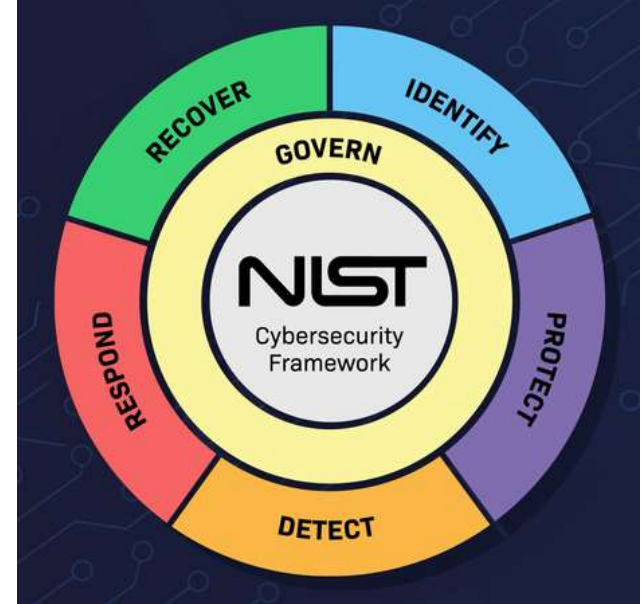 RECOVER
IDENTIFY
GOVERN
NIST
Cybersecurity
Framework
RESPOND
PROTECT
DETECT